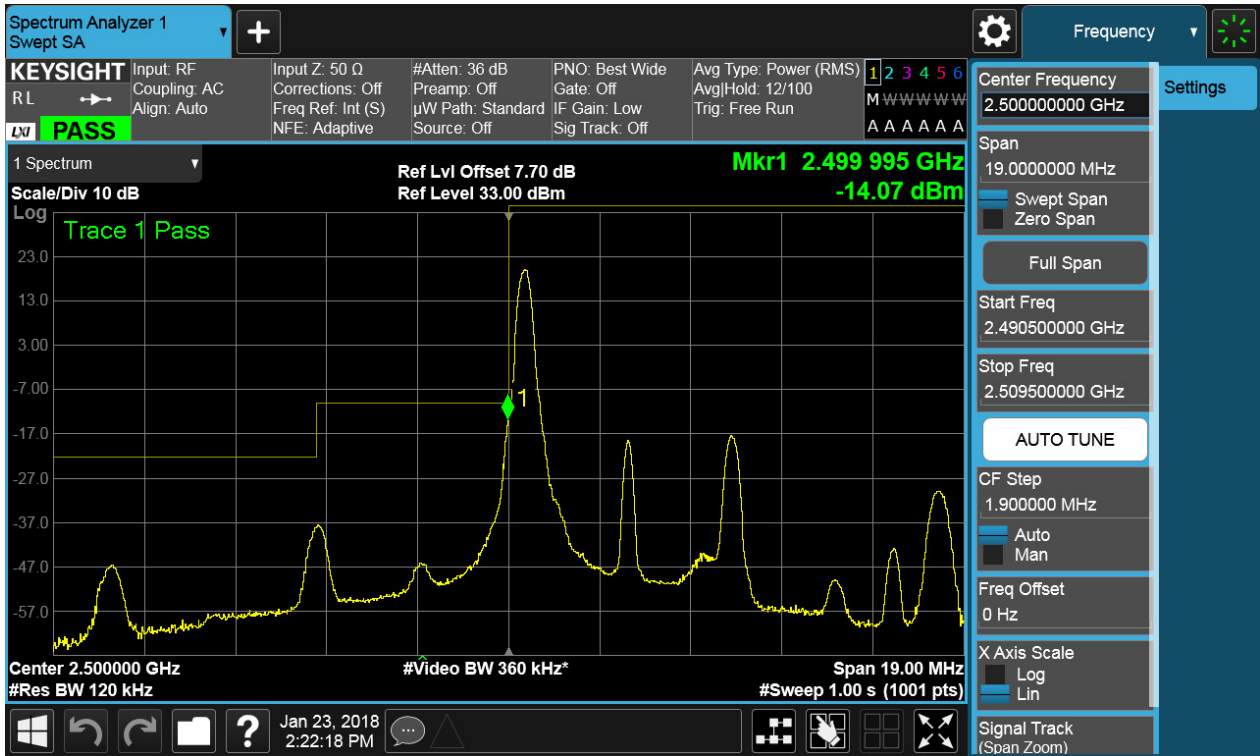 Spectrum Analyzer 1
Swept SA
+
Frequency
KEYSIGHT
RL
LXI
PASS
Input: RF
Coupling: AC
Align: Auto
Input Z: 50 Ω
Corrections: Off
Freq Ref: Int (S)
NFE: Adaptive
#Atten: 36 dB
Preamp: Off
µW Path: Standard
Source: Off
PNO: Best Wide
Gate: Off
IF Gain: Low
Sig Track: Off
Avg Type: Power (RMS)
Avg|Hold: 12/100
Trig: Free Run
1 2 3 4 5 6
M W W W W W
A A A A A A
Center Frequency
2.500000000 GHz
Settings
Span
19.0000000 MHz
Swept Span
Zero Span
Full Span
Start Freq
2.490500000 GHz
Stop Freq
2.509500000 GHz
AUTO TUNE
CF Step
1.900000 MHz
Auto
Man
Freq Offset
0 Hz
X Axis Scale
Log
Lin
Signal Track
(Span Zoom)
1 Spectrum
Ref Lvl Offset 7.70 dB
Mkr1 2.499 995 GHz
Scale/Div 10 dB
Ref Level 33.00 dBm
-14.07 dBm
Log
Trace 1 Pass
23.0
13.0
3.00
-7.00
1
-17.0
-27.0
-37.0
-47.0
-57.0
Center 2.500000 GHz
#Video BW 360 kHz*
Span 19.00 MHz
#Res BW 120 kHz
#Sweep 1.00 s (1001 pts)
?
Jan 23, 2018
2:22:18 PM